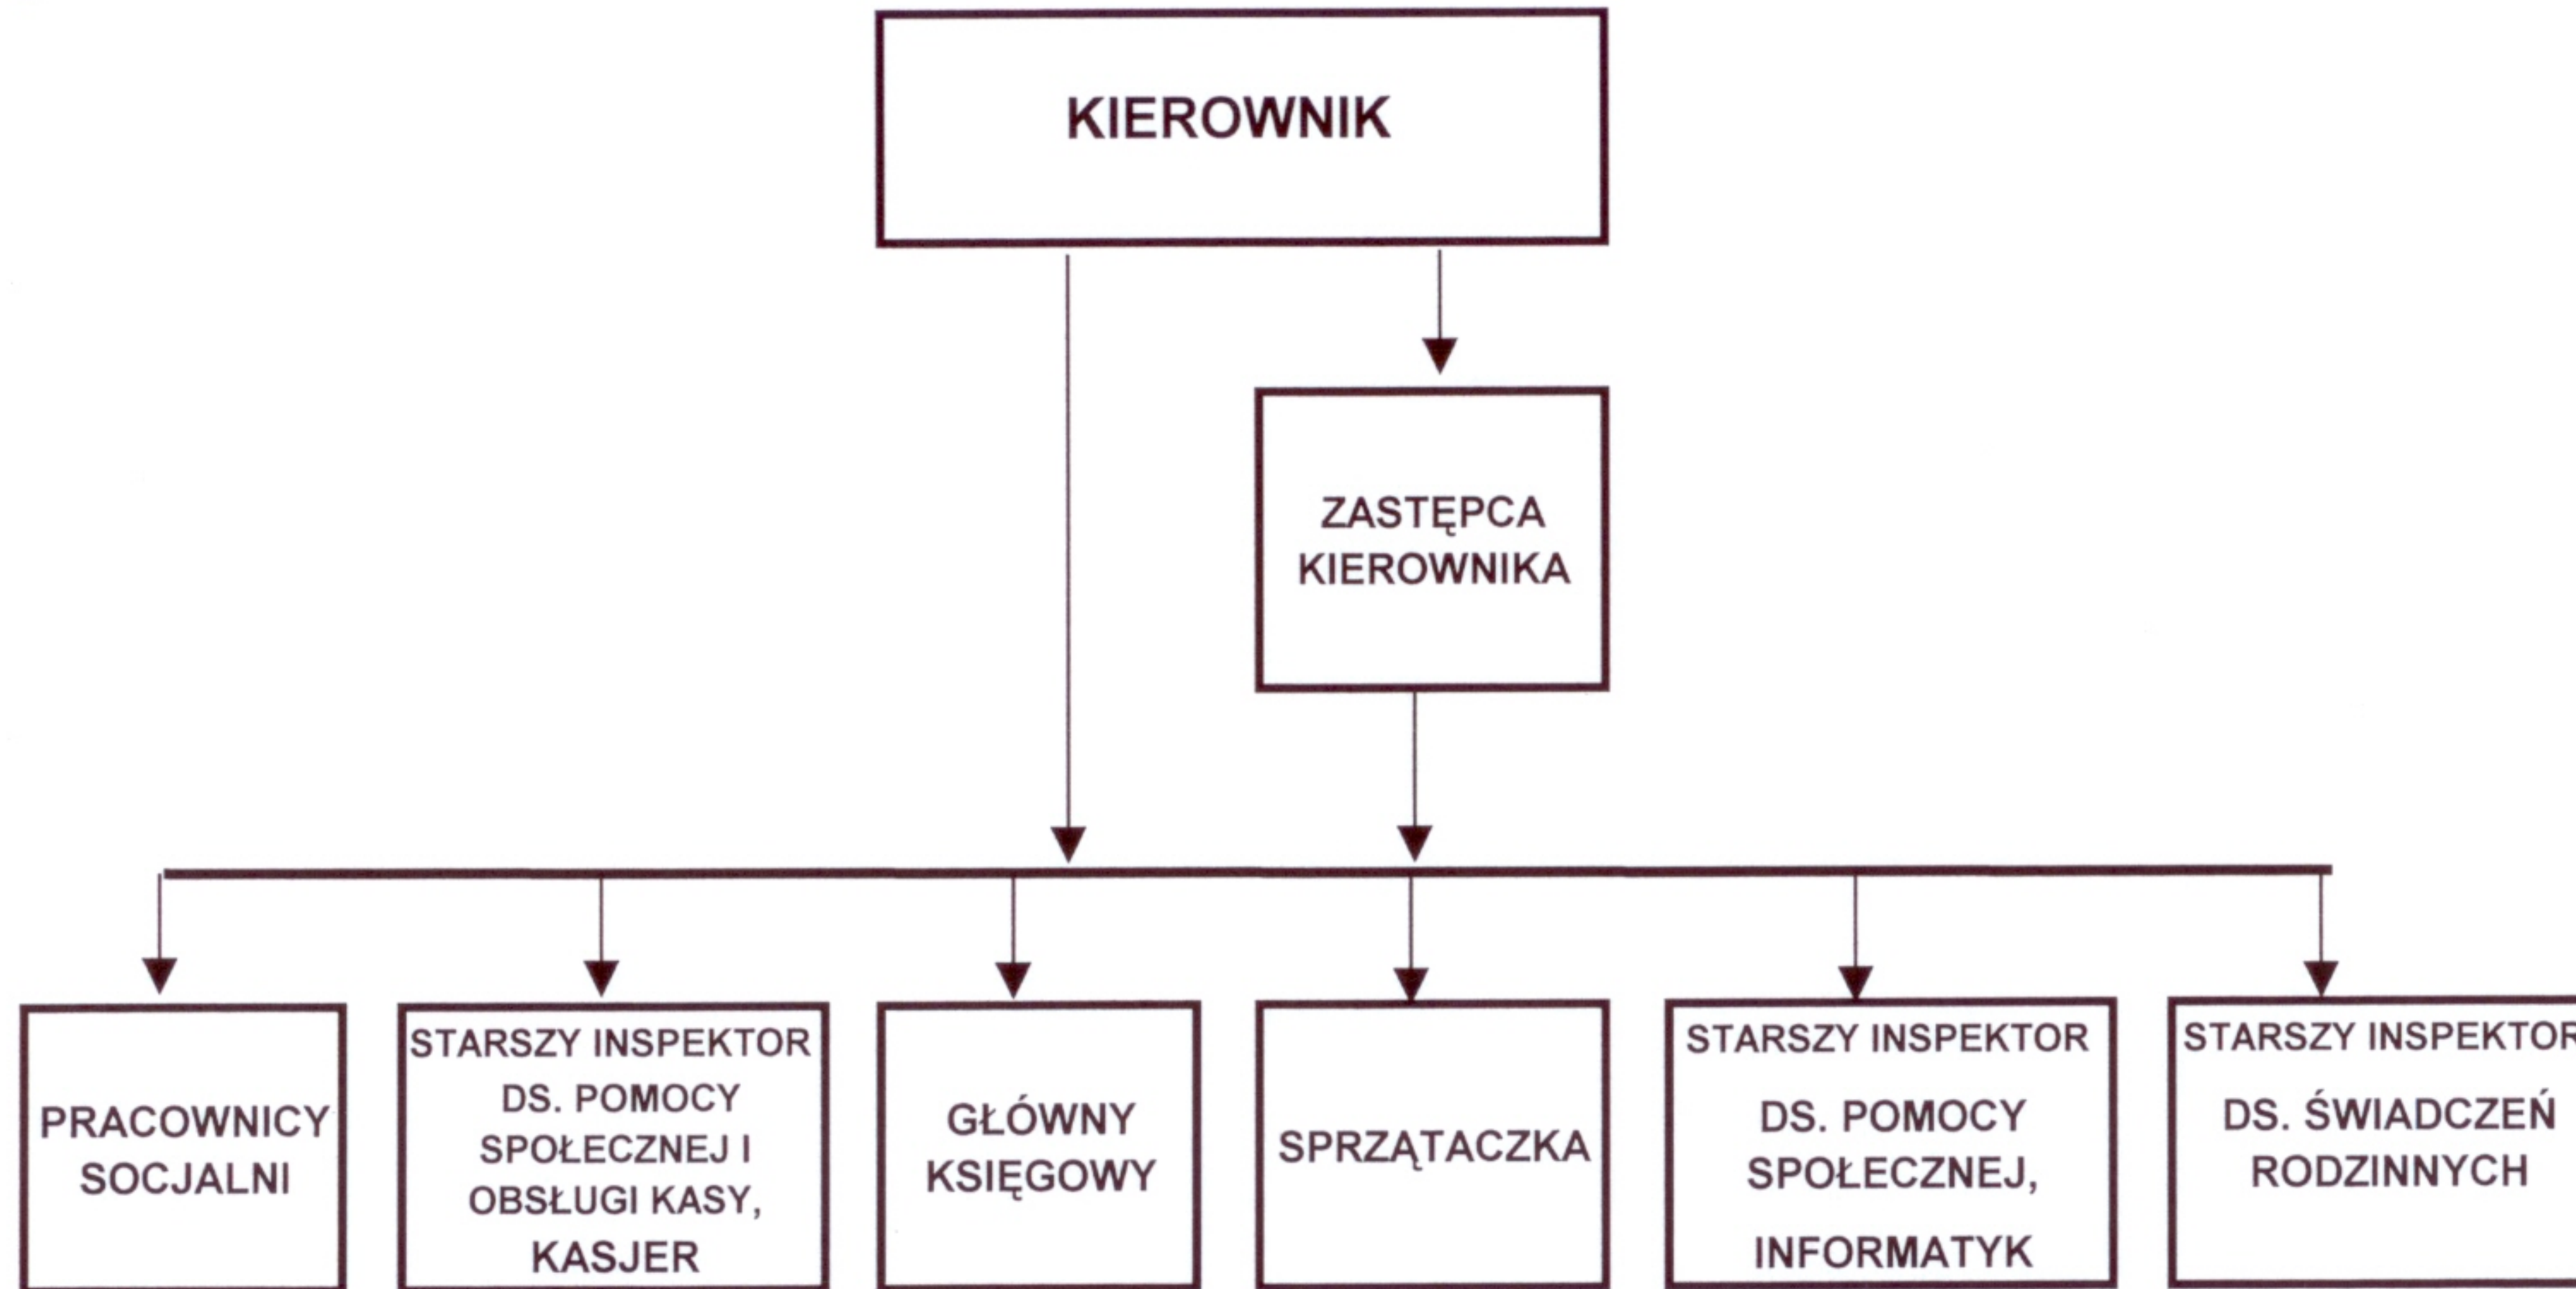 KIEROWNIK
ZASTĘPCA
KIEROWNIKA
PRACOWNICY
SOCJALNI
STARSZY INSPEKTOR
DS. POMOCY
SPOŁECZNEJ I
OBSŁUGI KASY,
KASJER
GŁÓWNY
KSIĘGOWY
SPRZĄTACZKA
STARSZY INSPEKTOR
DS. POMOCY
SPOŁECZNEJ,
INFORMATYK
STARSZY INSPEKTOR
DS. ŚWIADCZEŃ
RODZINNYCH